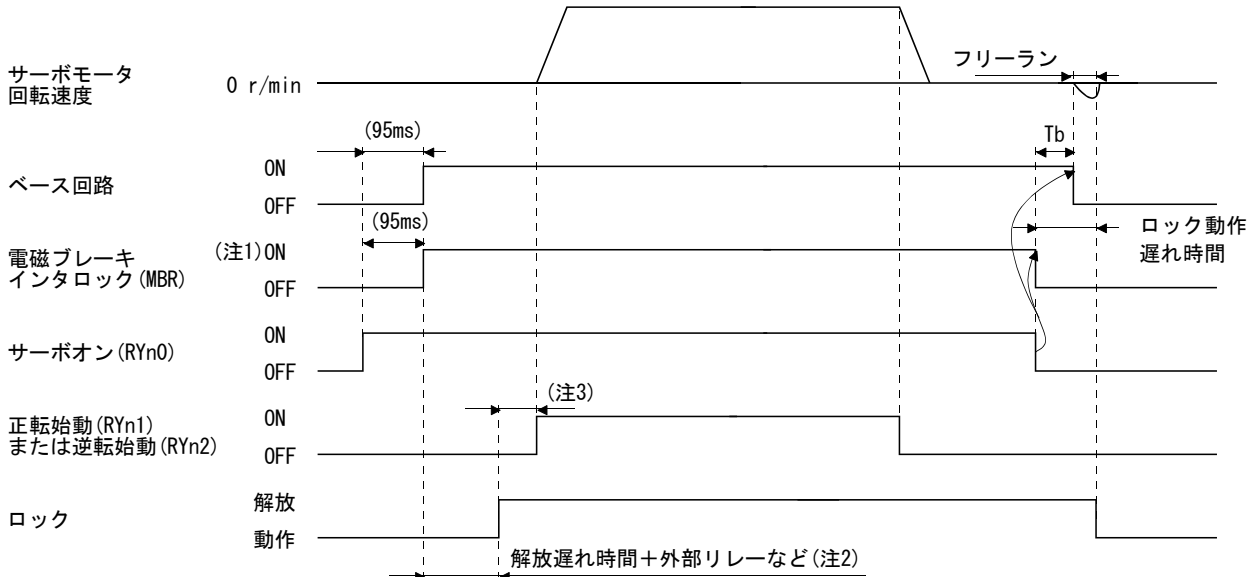 フリーラン
サーボモータ
回転速度
0 r/min
(95ms)
Tb
ベース回路
ON
OFF
(95ms)
ロック動作
遅れ時間
電磁ブレーキ
インタロック(MBR)
(注1)ON
OFF
サーボオン(RYn0)
ON
OFF
(注3)
正転始動(RYn1)
または逆転始動(RYn2)
ON
OFF
ロック
解放
動作
解放遅れ時間+外部リレーなど(注2)